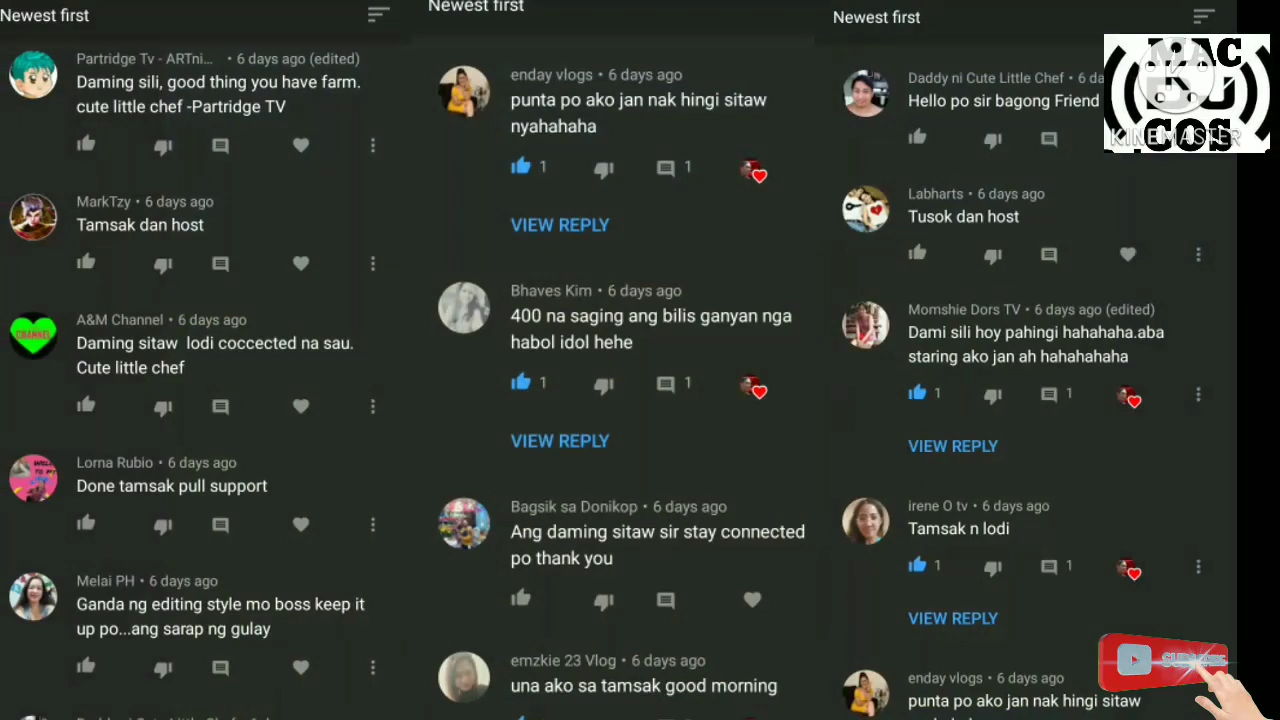 Newest first
Partridge Tv - ARTni... • 6 days ago (edited)
Daming sili, good thing you have farm.
cute little chef -Partridge TV
MarkTzy • 6 days ago
Tamsak dan host
A&M Channel • 6 days ago
Daming sitaw lodi coccected na sau.
Cute little chef
CHANNEL
Lorna Rubio • 6 days ago
Done tamsak pull support
Melai PH • 6 days ago
Ganda ng editing style mo boss keep it
up po...ang sarap ng gulay
Newest first
enday vlogs • 6 days ago
punta po ako jan nak hingi sitaw
nyahahaha
1
1
VIEW REPLY
Bhaves Kim • 6 days ago
400 na saging ang bilis ganyan nga
habol idol hehe
1
1
VIEW REPLY
Bagsik sa Donikop • 6 days ago
Ang daming sitaw sir stay connected
po thank you
emzkie 23 Vlog • 6 days ago
una ako sa tamsak good morning
Newest first
Daddy ni Cute Little Chef • 6 da
Hello po sir bagong Friend
Labharts • 6 days ago
Tusok dan host
Momshie Dors TV • 6 days ago (edited)
Dami sili hoy pahingi hahahaha.aba
staring ako jan ah hahahahaha
1
1
VIEW REPLY
irene O tv • 6 days ago
Tamsak n lodi
1
1
VIEW REPLY
enday vlogs • 6 days ago
punta po ako jan nak hingi sitaw
MAC
K
GOS
KINEMASTER